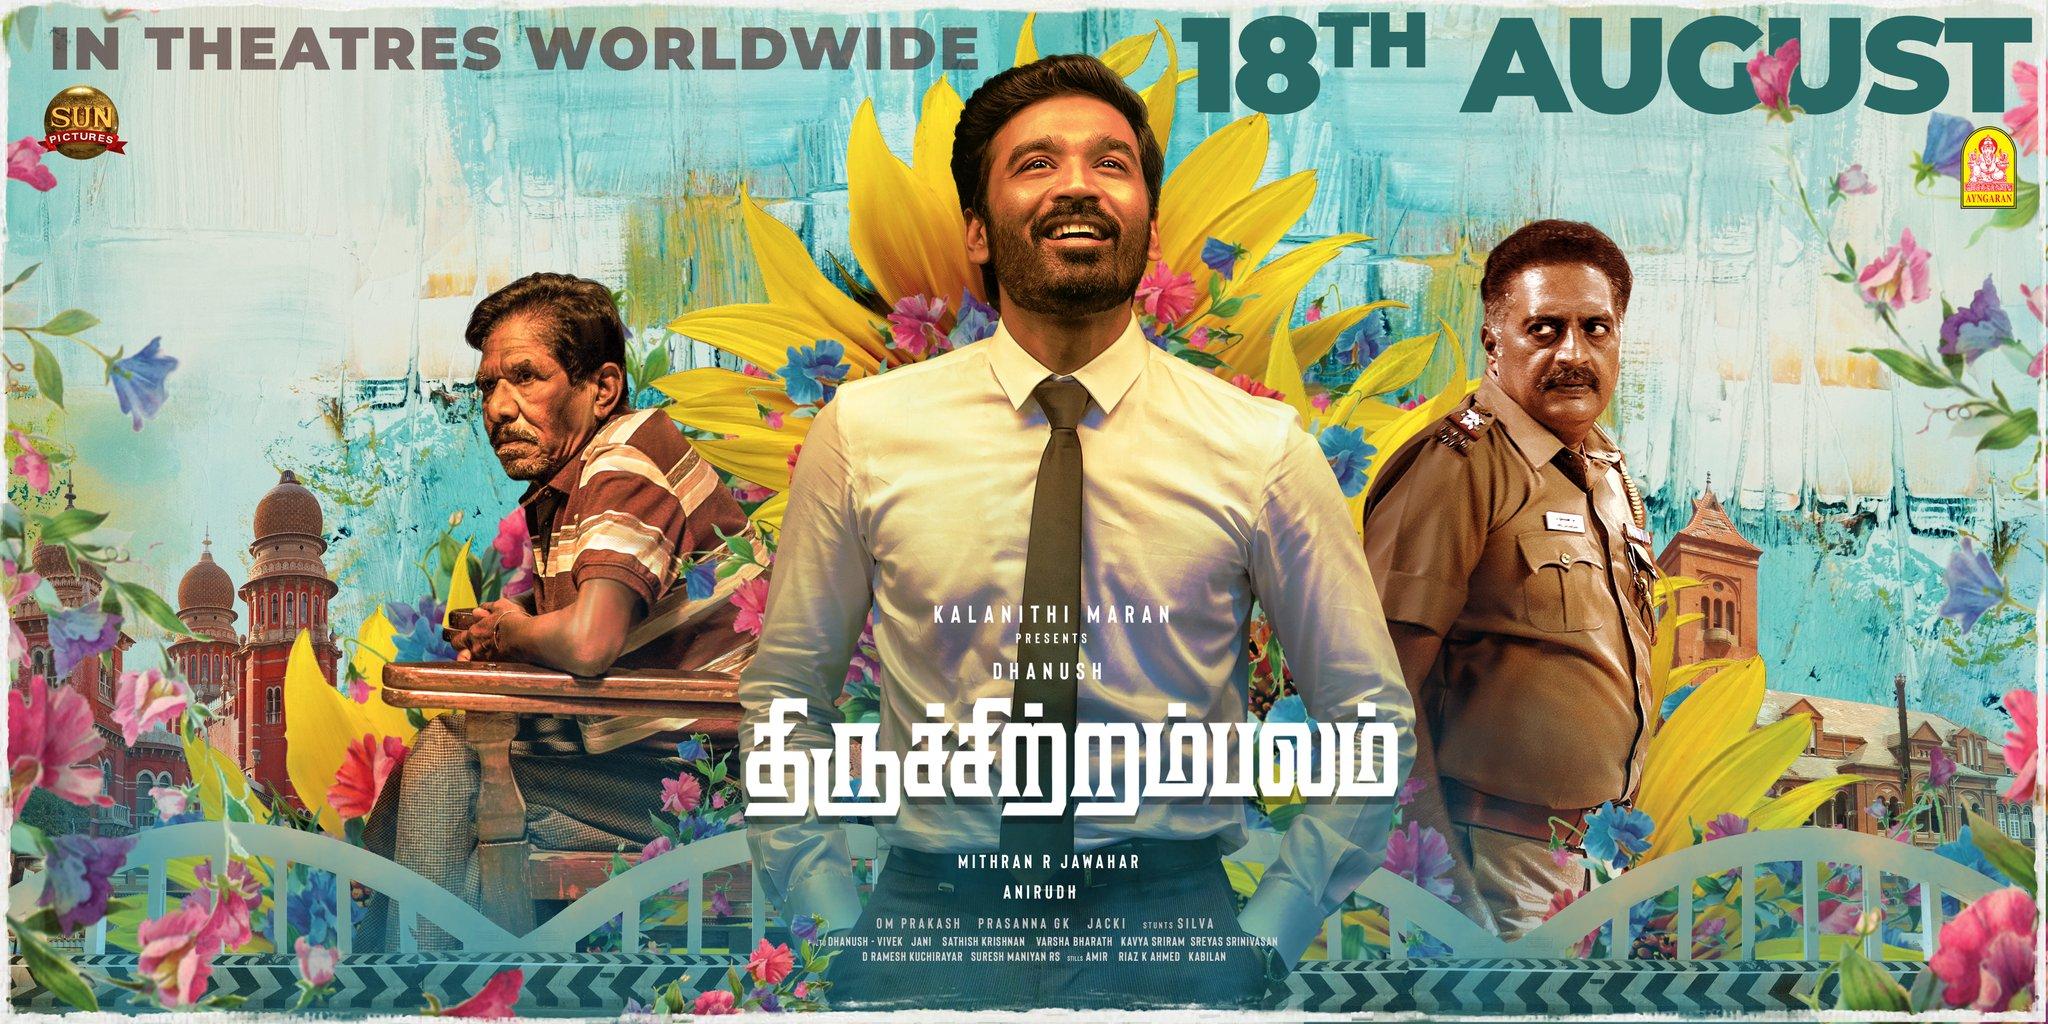 IN THEATRES WORLDWIDE
18TH AUGUST
SUN
PICTURES
AYNGARAN
KALANITHI MARAN
PRESENTS
DHANUSH
திருச்சிற்றம்பலம்
MITHRAN R JAWAHAR
ANIRUDH
OM PRAKASH PRASANNA GK JACKI STUNTS SILVA
DHANUSH - VIVEK JANI SATHISH KRISHNAN VARSHA BHARATH KAVYA SRIRAM SREYAS SRINIVASAN
D RAMESH KUCHIRAYAR SURESH MANIYAN RS STILLS AMIR RIAZ K AHMED KABILAN